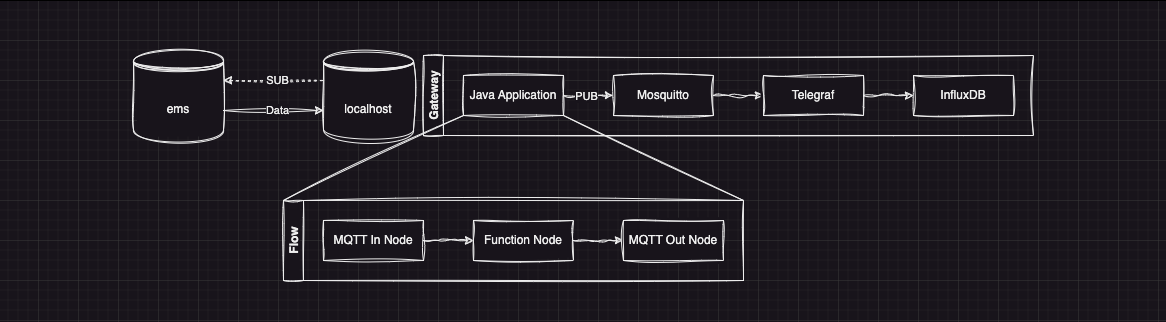 ems
SUB
Data
localhost
Gateway
Java Application
PUB
Mosquitto
Telegraf
InfluxDB
Flow
MQTT In Node
Function Node
MQTT Out Node